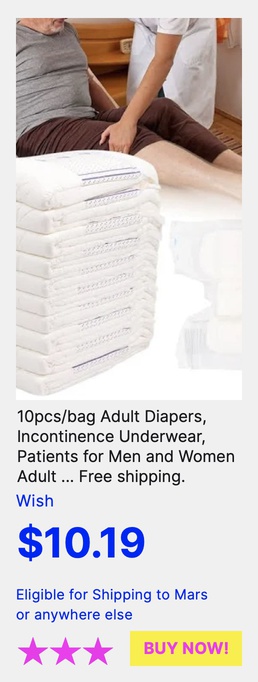 10pcs/bag Adult Diapers,
Incontinence Underwear,
Patients for Men and Women
Adult ... Free shipping.
Wish
$10.19
Eligible for Shipping to Mars
or anywhere else
BUY NOW!